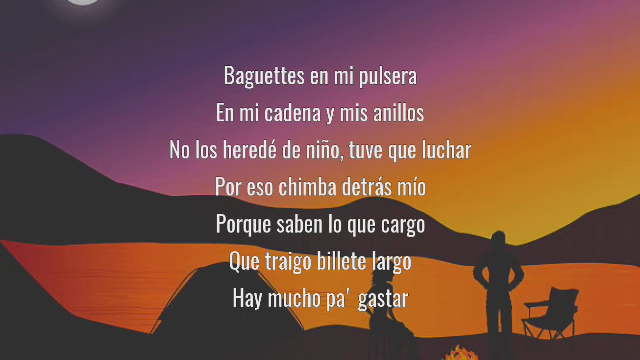 Baguettes en mi pulsera
En mi cadena y mis anillos
No los heredé de niño, tuve que luchar
Por eso chimba detrás mío
Porque saben lo que cargo
Que traigo billete largo
Hay mucho pa' gastar